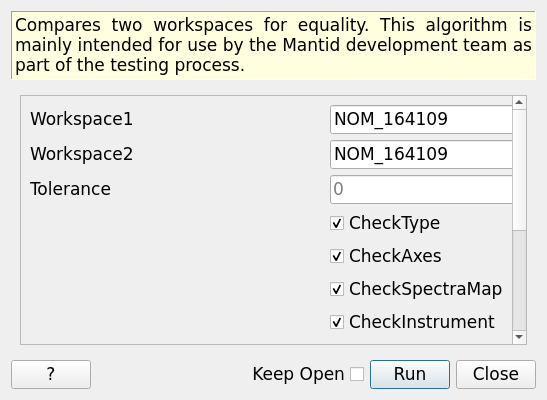 Compares two workspaces for equality. This algorithm is
mainly intended for use by the Mantid development team as
part of the testing process.
Workspace1 NOM_164109
Workspace2 NOM_164109
Tolerance 0
CheckType
CheckAxes
CheckSpectraMap
CheckInstrument
? Keep Open Run Close